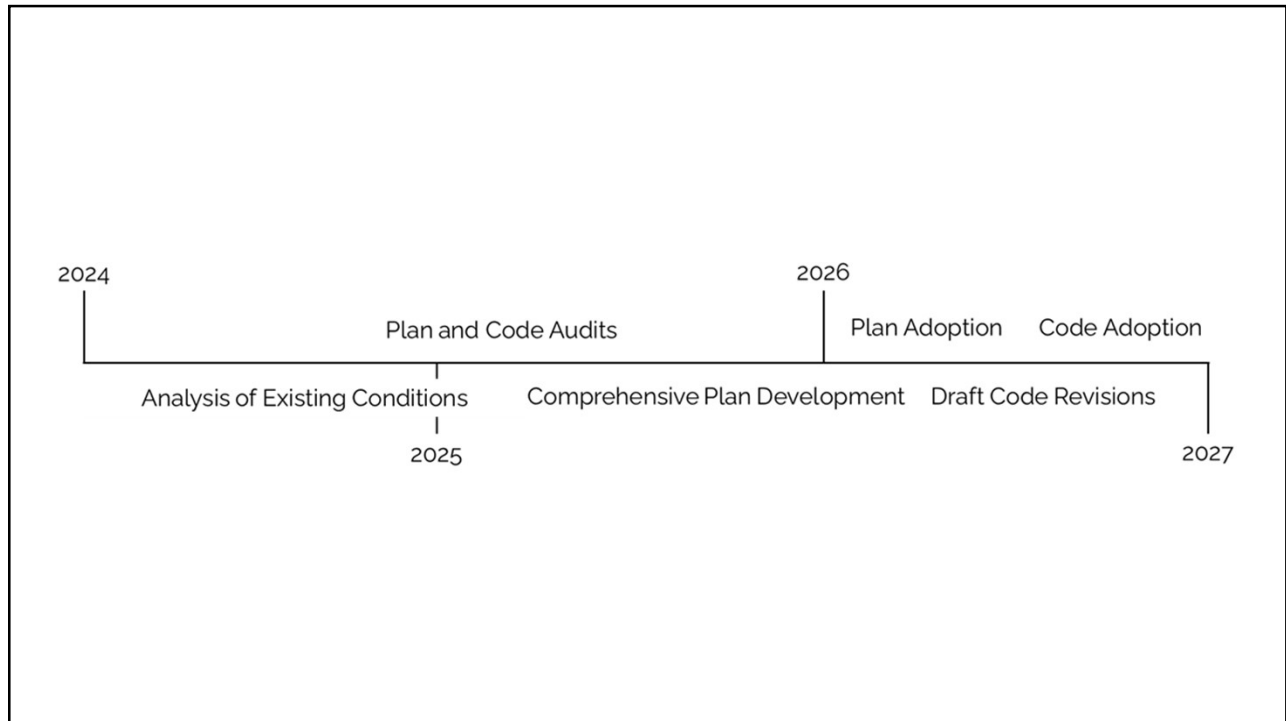 2024
2026
Plan and Code Audits
Plan Adoption
Code Adoption
Analysis of Existing Conditions
Comprehensive Plan Development
Draft Code Revisions
2025
2027